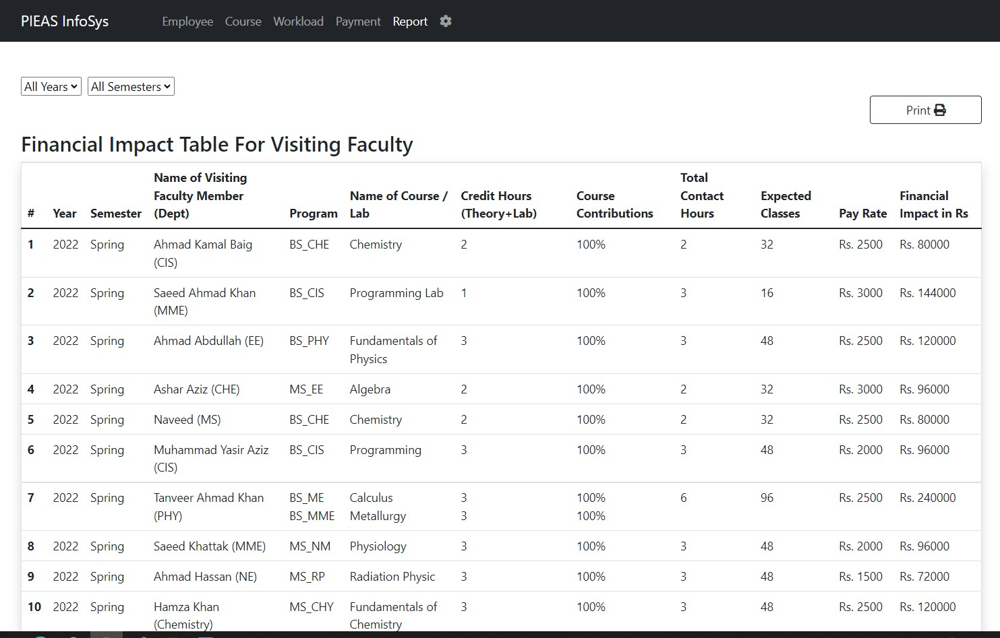 PIEAS InfoSys Employee Course Workload Payment Report
All Years All Semesters
Print
Financial Impact Table For Visiting Faculty
# Year Semester Name of Visiting Faculty Member (Dept) Program Name of Course / Lab Credit Hours (Theory+Lab) Course Contributions Total Contact Hours Expected Classes Pay Rate Financial Impact in Rs
1 2022 Spring Ahmad Kamal Baig BS_CHE Chemistry 2 100% 2 32 Rs. 2500 Rs. 80000
(CIS)
2 2022 Spring Saeed Ahmad Khan BS_CIS Programming Lab 1 100% 3 16 Rs. 3000 Rs. 144000
(MME)
3 2022 Spring Ahmad Abdullah (EE) BS_PHY Fundamentals of 3 100% 3 48 Rs. 2500 Rs. 120000
Physics
4 2022 Spring Ashar Aziz (CHE) MS_EE Algebra 2 100% 2 32 Rs. 3000 Rs. 96000
5 2022 Spring Naveed (MS) BS_CHE Chemistry 2 100% 2 32 Rs. 2500 Rs. 80000
6 2022 Spring Muhammad Yasir Aziz BS_CIS Programming 3 100% 3 48 Rs. 2000 Rs. 96000
(CIS)
7 2022 Spring Tanveer Ahmad Khan BS_ME Calculus 3 100% 6 96 Rs. 2500 Rs. 240000
(PHY) BS_MME Metallurgy 3 100%
8 2022 Spring Saeed Khattak (MME) MS_NM Physiology 3 100% 3 48 Rs. 2000 Rs. 96000
9 2022 Spring Ahmad Hassan (NE) MS_RP Radiation Physic 3 100% 3 48 Rs. 1500 Rs. 72000
10 2022 Spring Hamza Khan MS_CHY Fundamentals of 3 100% 3 48 Rs. 2500 Rs. 120000
(Chemistry) Chemistry